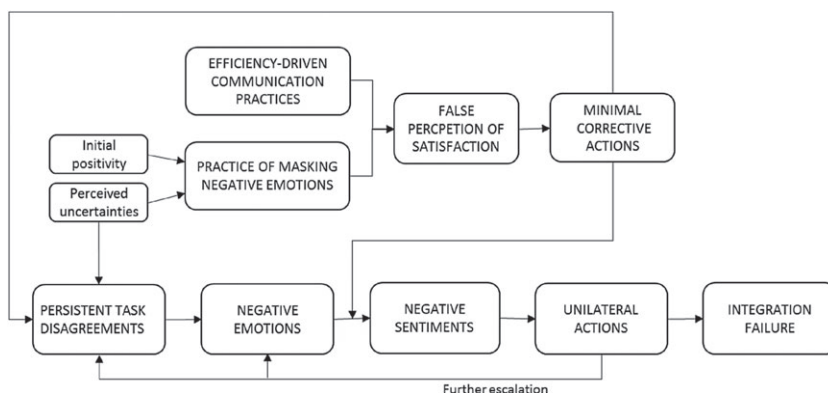 EFFICIENCY-DRIVEN
COMMUNICATION
PRACTICES
FALSE
PERCPETION OF
SATISFACTION
MINIMAL
CORRECTIVE
ACTIONS
Initial
positivity
PRACTICE OF MASKING
NEGATIVE EMOTIONS
Perceived
uncertainties
PERSISTENT TASK
DISAGREEMENTS
NEGATIVE
EMOTIONS
NEGATIVE
SENTIMENTS
UNILATERAL
ACTIONS
INTEGRATION
FAILURE
Further escalation